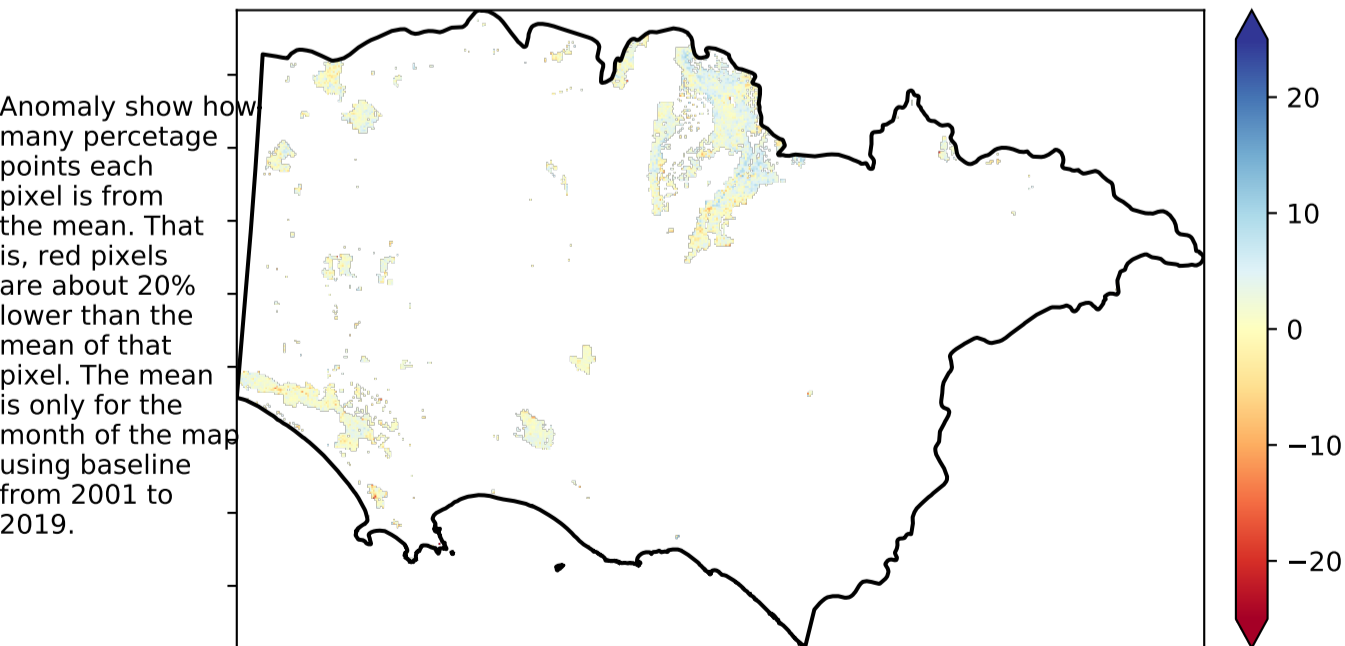 Anomaly show how
many percetage
points each
pixel is from
the mean. That
is, red pixels
are about 20%
lower than the
mean of that
pixel. The mean
is only for the
month of the map
using baseline
from 2001 to
2019.
20
10
0
−10
−20